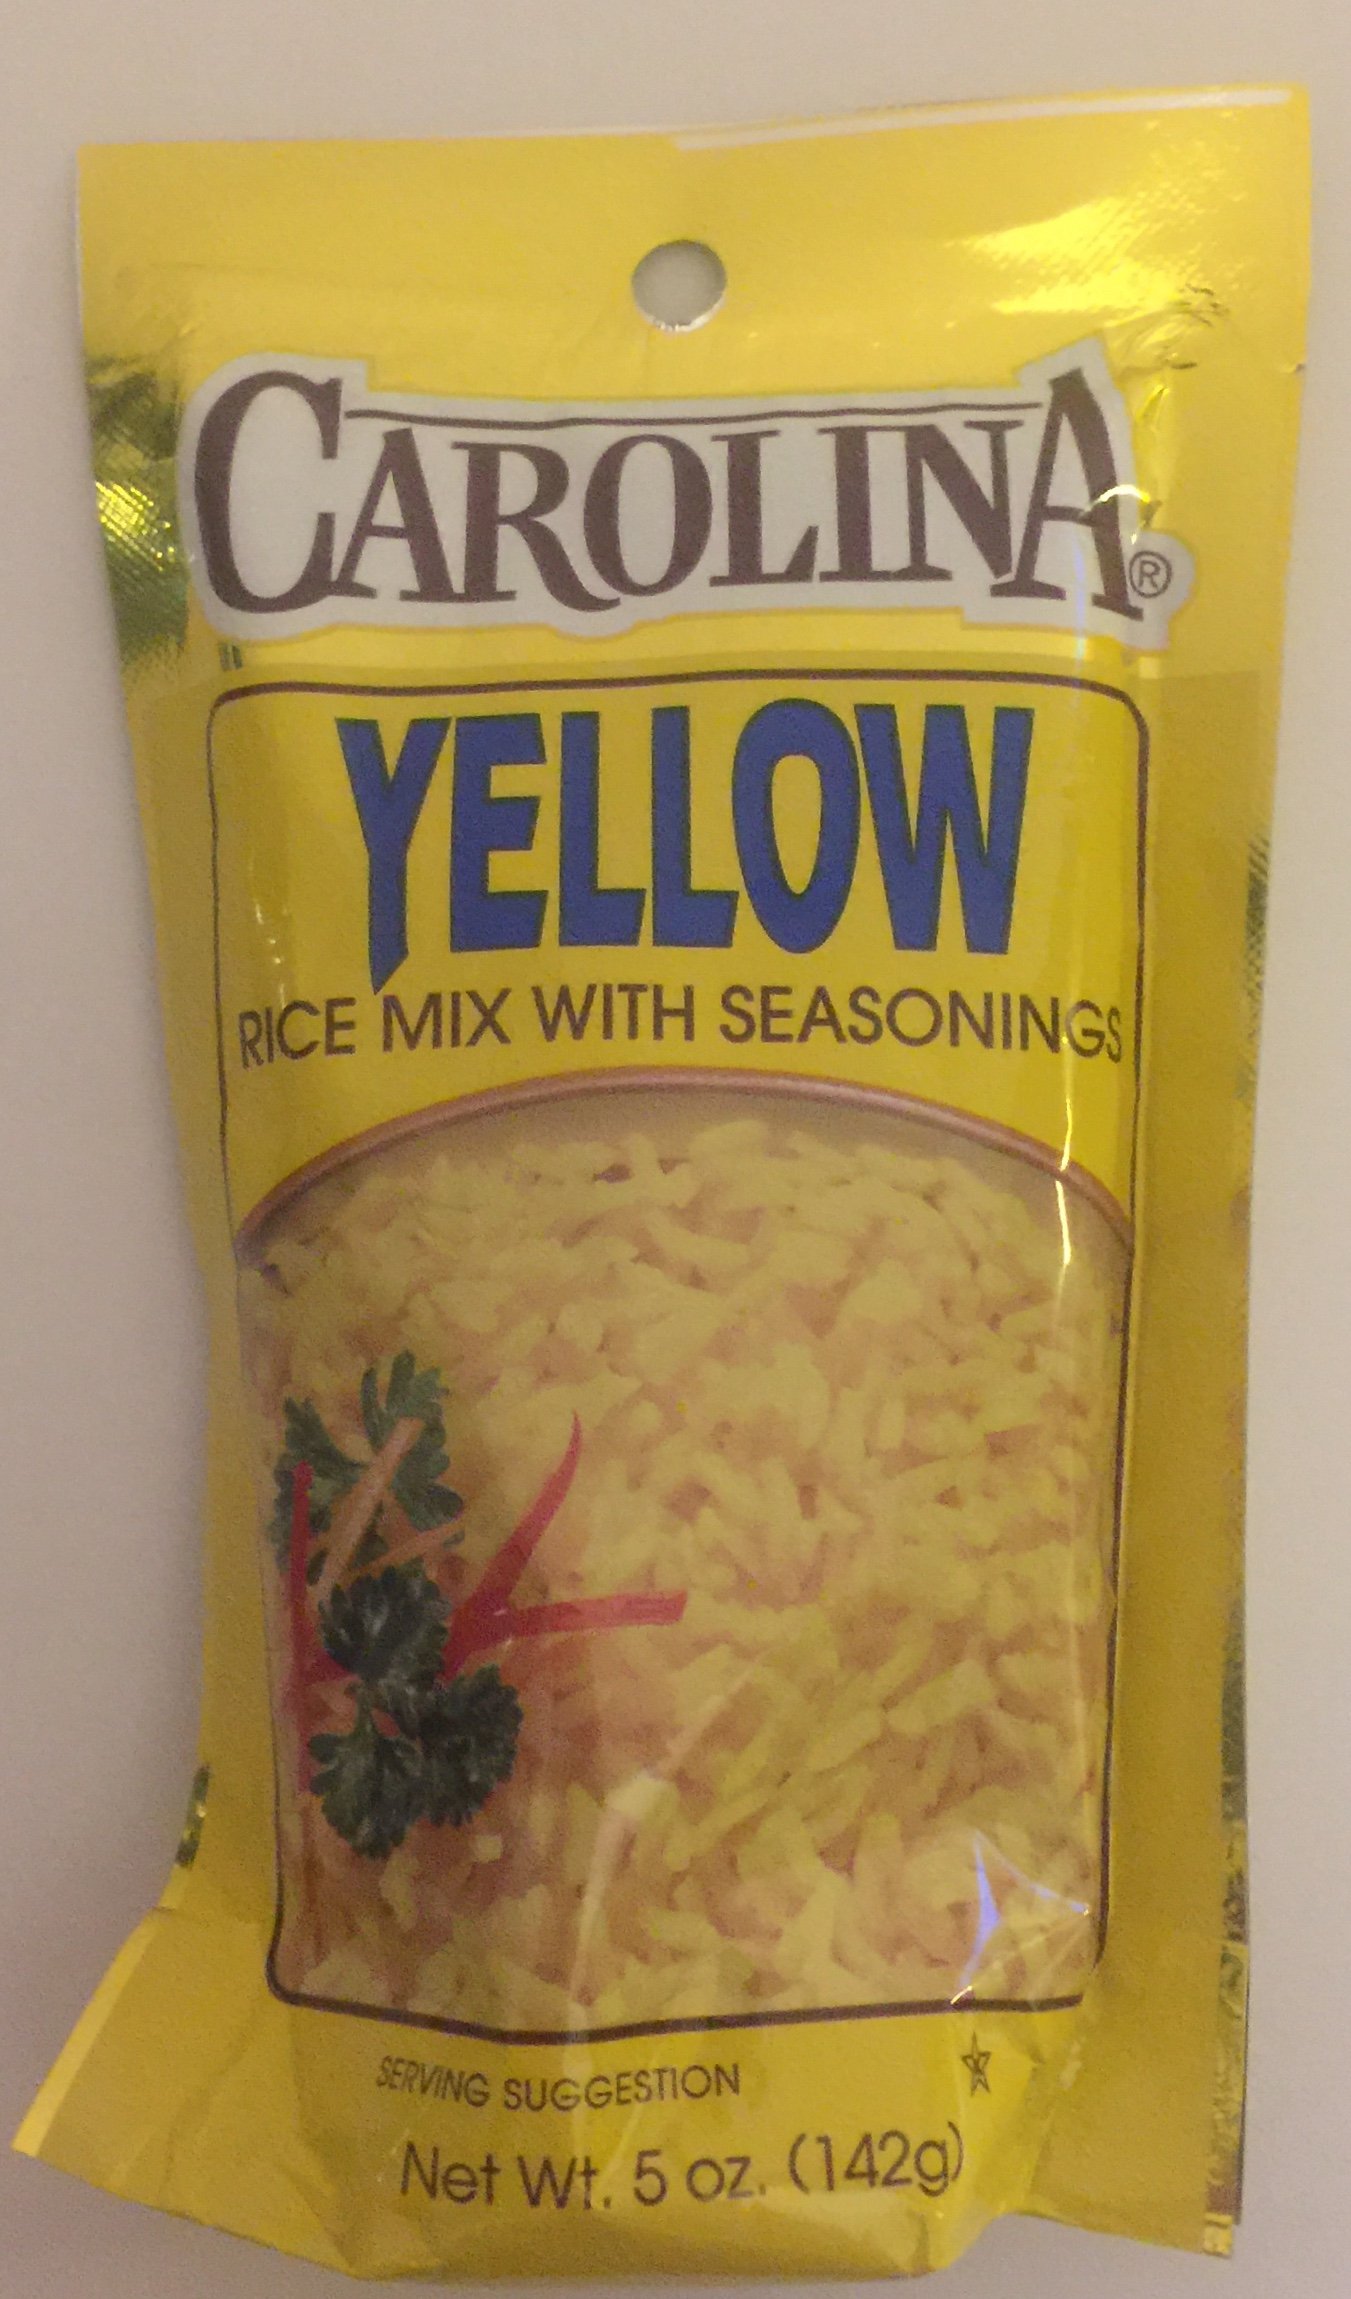 CAROLINA®
YELLOW
RICE MIX WITH SEASONINGS
SERVING SUGGESTION
K
Net Wt. 5 oz. (142g)